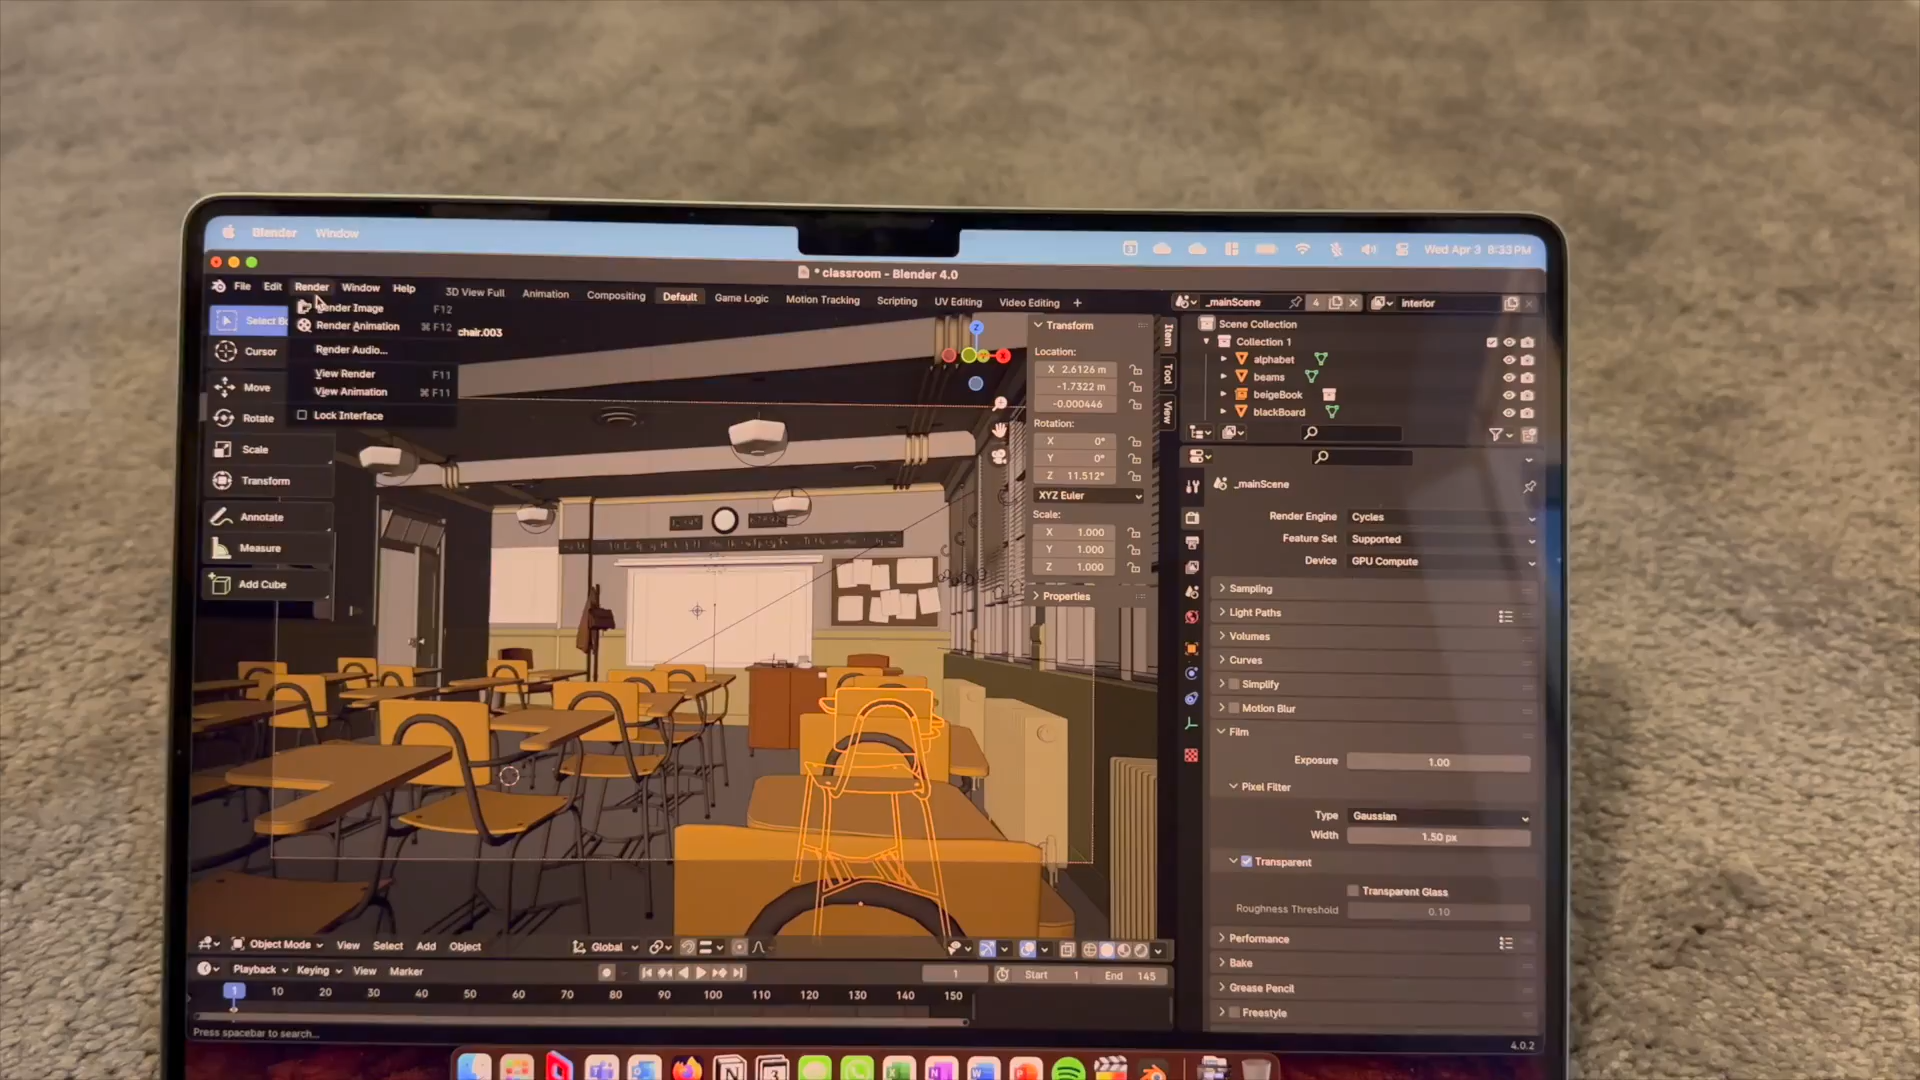 Blender Window
Wed Apr 3 8:33 PM
* classroom - Blender 4.0
File Edit Render Window Help
3D View Full Animation Compositing Default Game Logic Motion Tracking Scripting UV Editing Video Editing +
_mainScene 4 interior
Render Image F12
Render Animation ⌘ F12
Render Audio...
View Render F11
View Animation ⌘ F11
Lock Interface
chair.003
Cursor
Move
Rotate
Scale
Transform
Annotate
Measure
Add Cube
Z
Transform
Location:
X 2.6126 m
-1.7322 m
-0.000446
Rotation:
X 0°
Y 0°
Z 11.512°
XYZ Euler
Scale:
X 1.000
Y 1.000
Z 1.000
Properties
Item
Tool
View
Scene Collection
Collection 1
alphabet
beams
beigeBook
blackBoard
_mainScene
Render Engine Cycles
Feature Set Supported
Device GPU Compute
Sampling
Light Paths
Volumes
Curves
Simplify
Motion Blur
Film
Exposure 1.00
Pixel Filter
Type Gaussian
Width 1.50 px
Transparent
Transparent Glass
Roughness Threshold 0.10
Performance
Bake
Grease Pencil
Freestyle
Object Mode View Select Add Object Global
Playback Keying View Marker 1 Start 1 End 145
1 10 20 30 40 50 60 70 80 90 100 110 120 130 140 150
Press spacebar to search...
4.0.2